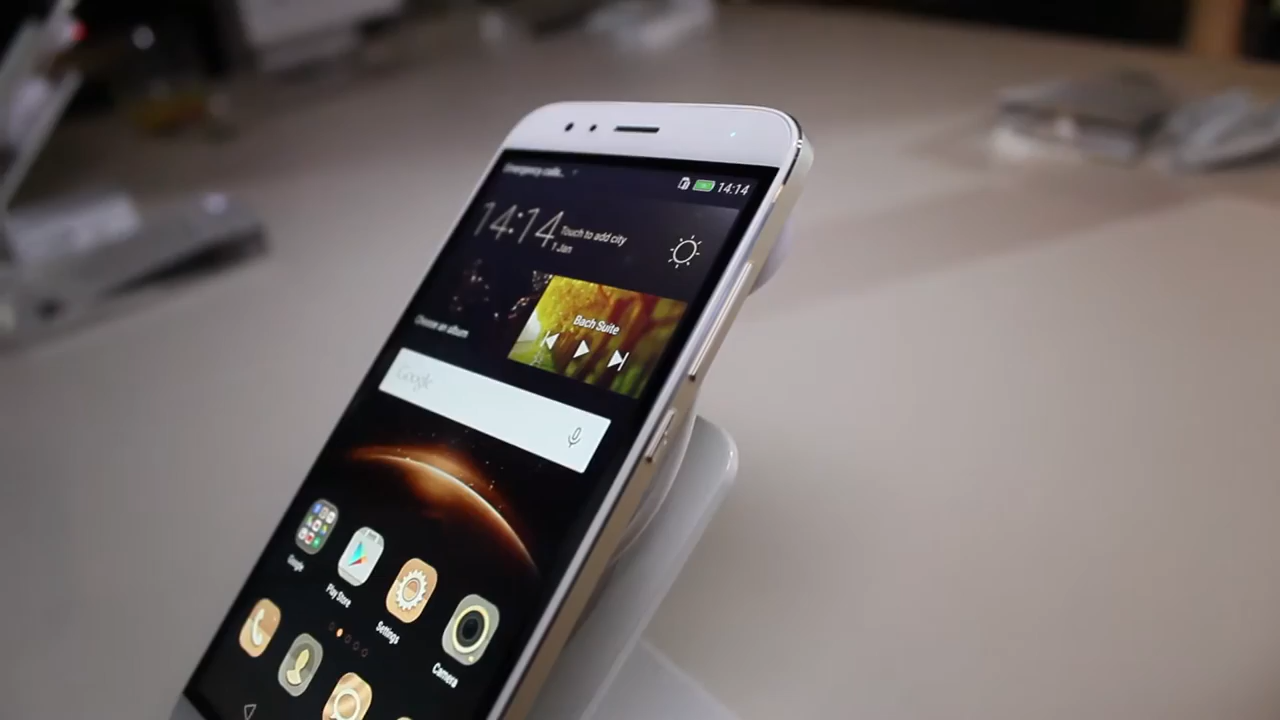 Emergency calls..
14:14
14:14
Touch to add city
1 Jan
Bach Suite
Choose an album
Google
Google
Play Store
Settings
Camera